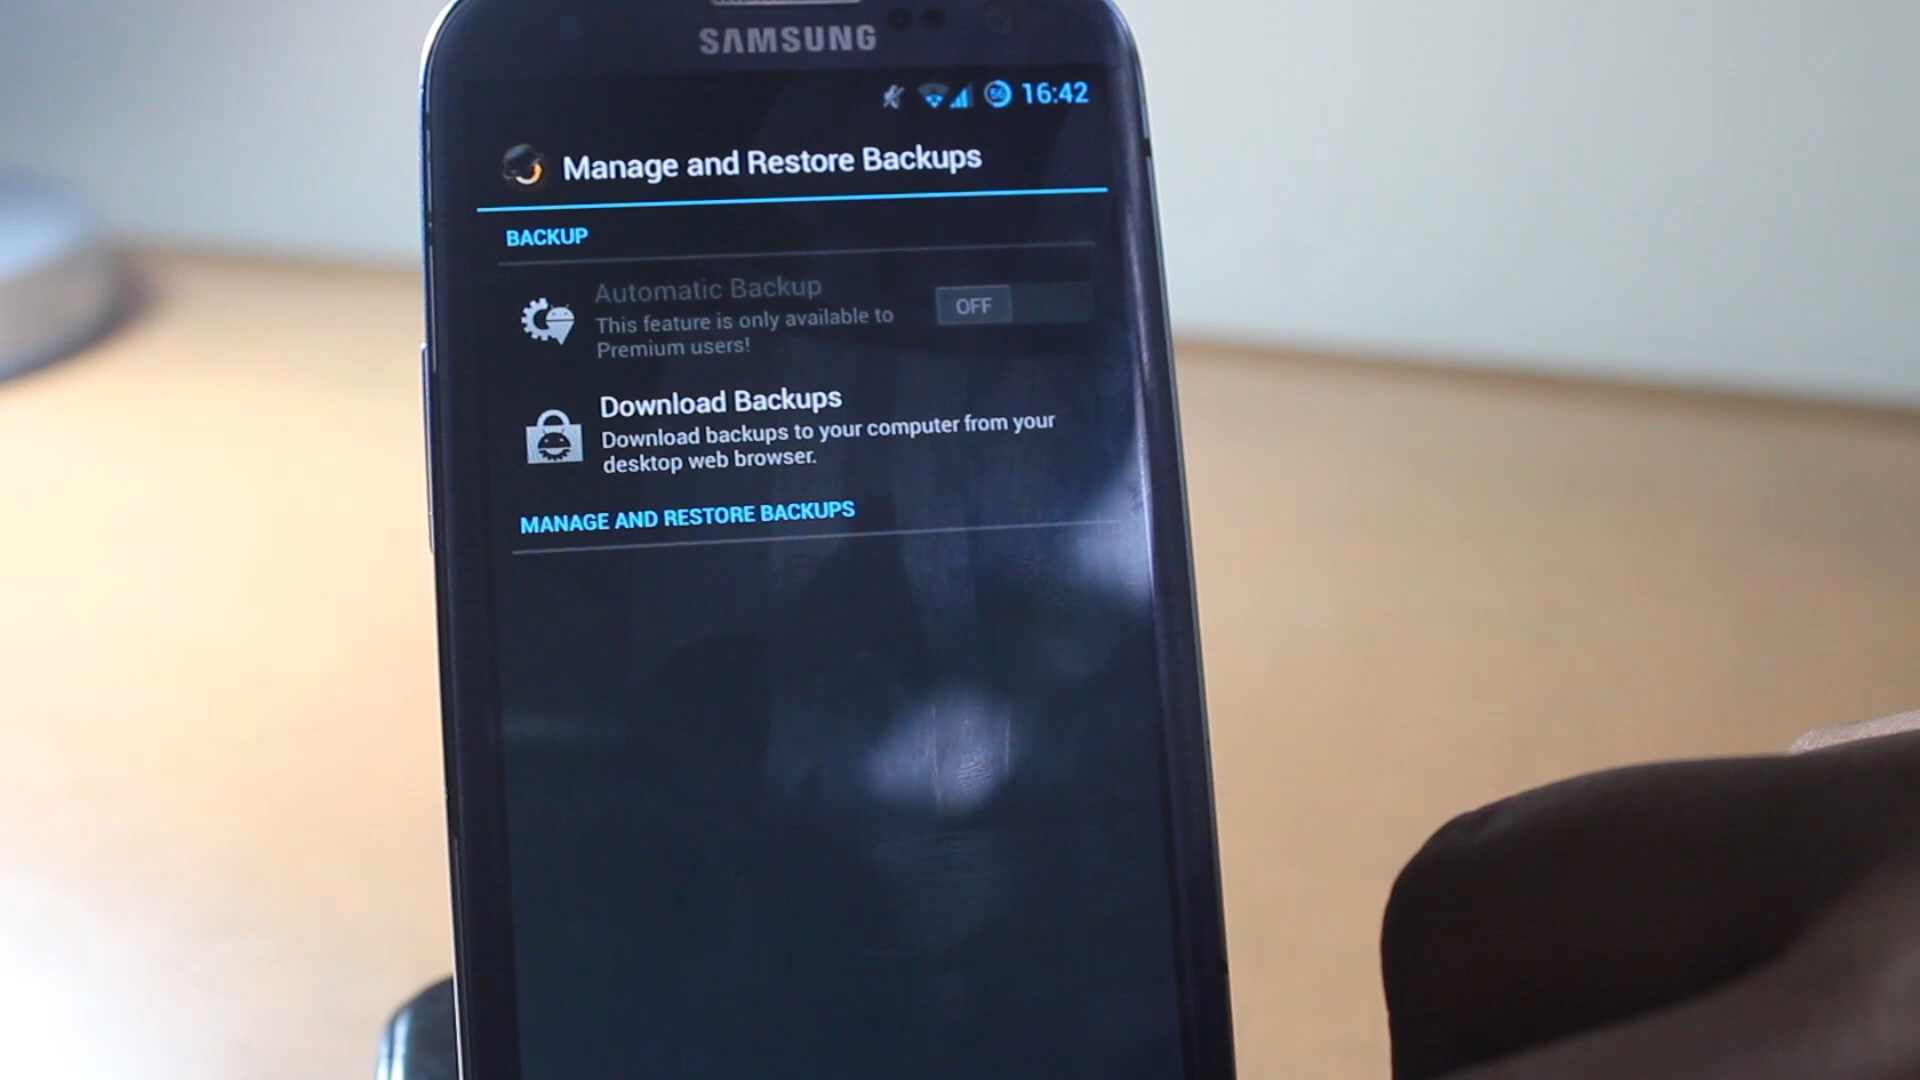 SAMSUNG
56 16:42
Manage and Restore Backups
BACKUP
Automatic Backup
This feature is only available to
Premium users!
OFF
Download Backups
Download backups to your computer from your
desktop web browser.
MANAGE AND RESTORE BACKUPS